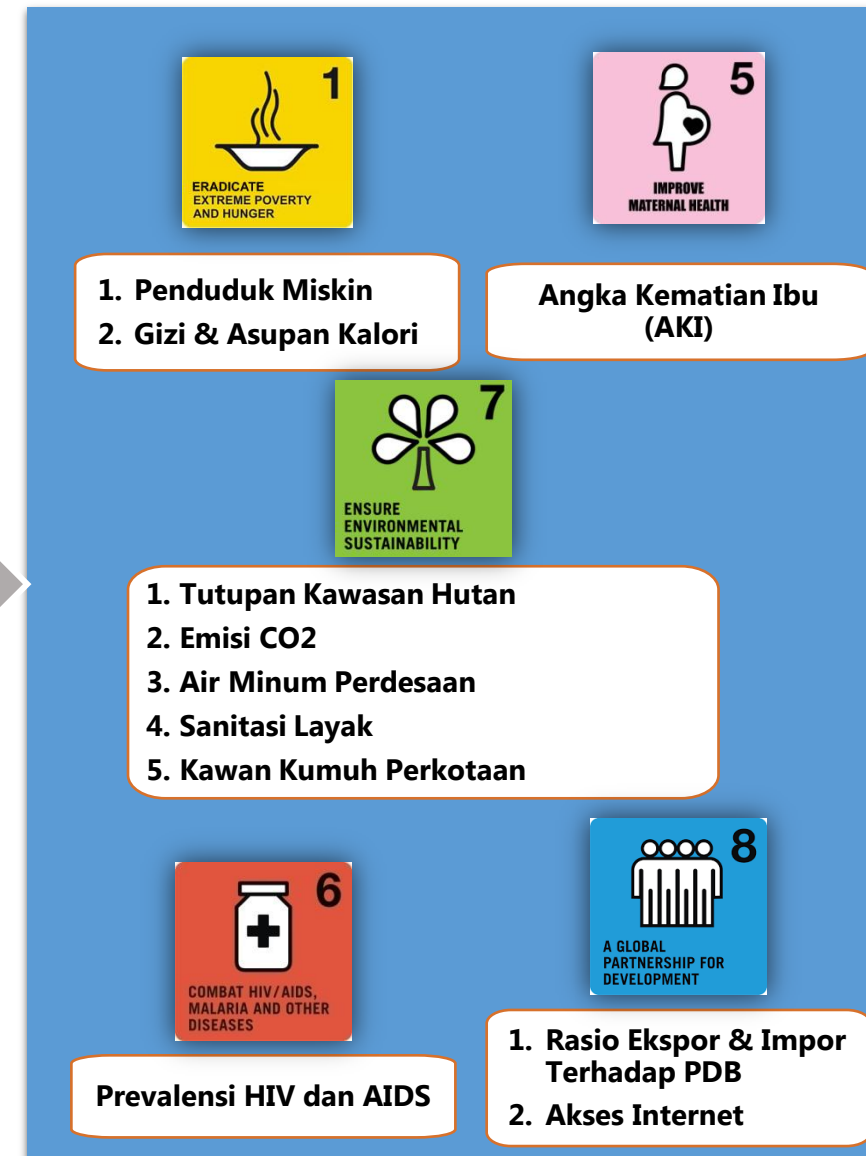 1
ERADICATE
EXTREME POVERTY
AND HUNGER
1. Penduduk Miskin
2. Gizi & Asupan Kalori
5
IMPROVE
MATERNAL HEALTH
Angka Kematian Ibu
(AKI)
7
ENSURE
ENVIRONMENTAL
SUSTAINABILITY
1. Tutupan Kawasan Hutan
2. Emisi CO2
3. Air Minum Perdesaan
4. Sanitasi Layak
5. Kawan Kumuh Perkotaan
6
COMBAT HIV/AIDS,
MALARIA AND OTHER
DISEASES
Prevalensi HIV dan AIDS
8
A GLOBAL
PARTNERSHIP FOR
DEVELOPMENT
1. Rasio Ekspor & Impor
Terhadap PDB
2. Akses Internet